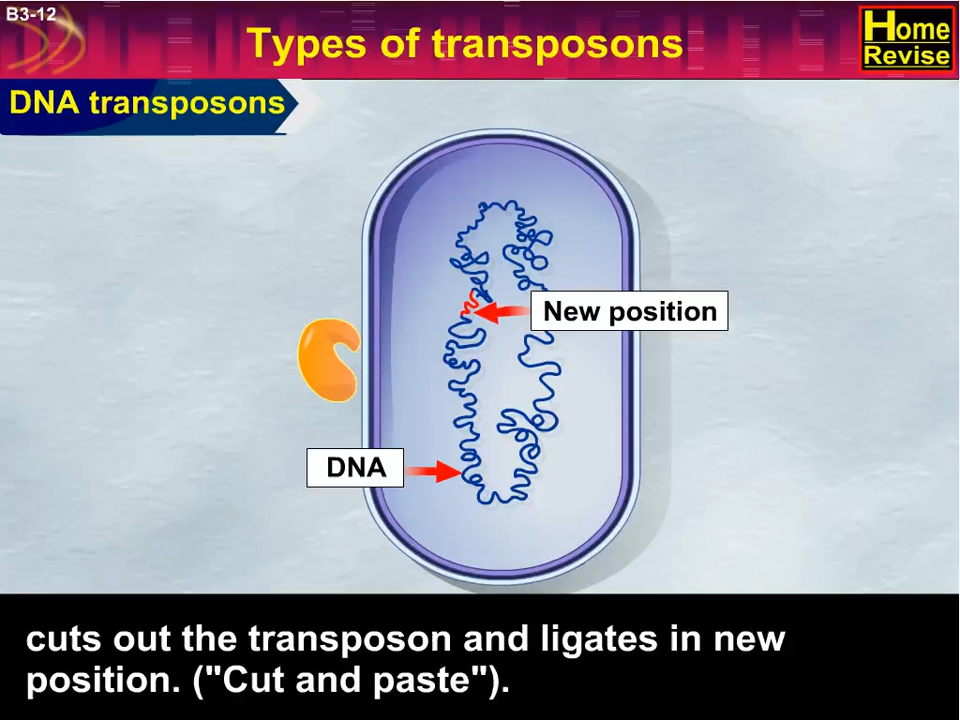 B3-12
Types of transposons
Home
Revise
DNA transposons
New position
DNA
cuts out the transposon and ligates in new
position. ("Cut and paste").